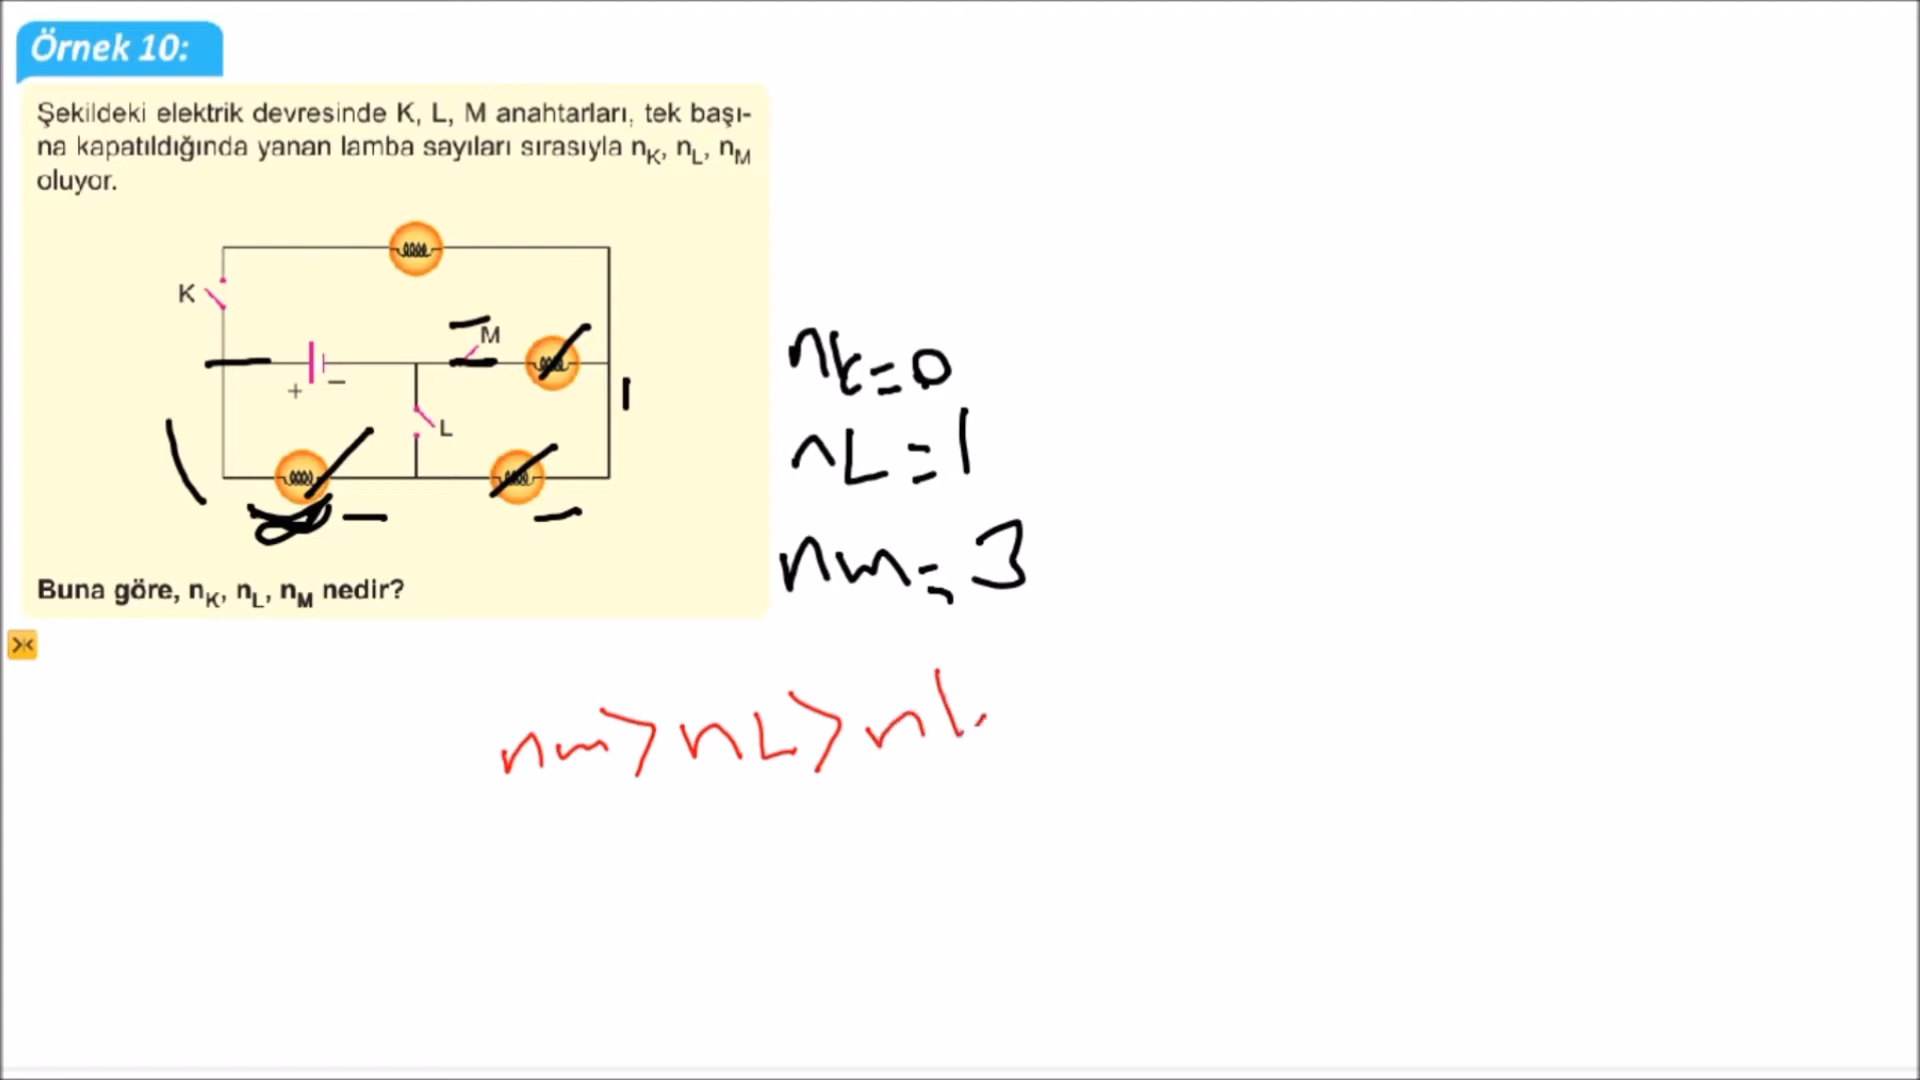 Örnek 10:
Şekildeki elektrik devresinde K, L, M anahtarları, tek başı-
na kapatıldığında yanan lamba sayıları sırasıyla nK, nL, nM
oluyor.
K
M
+ −
L
Buna göre, nK, nL, nM nedir?
nk=0
nL=1
nm=3
nm>nL>nk